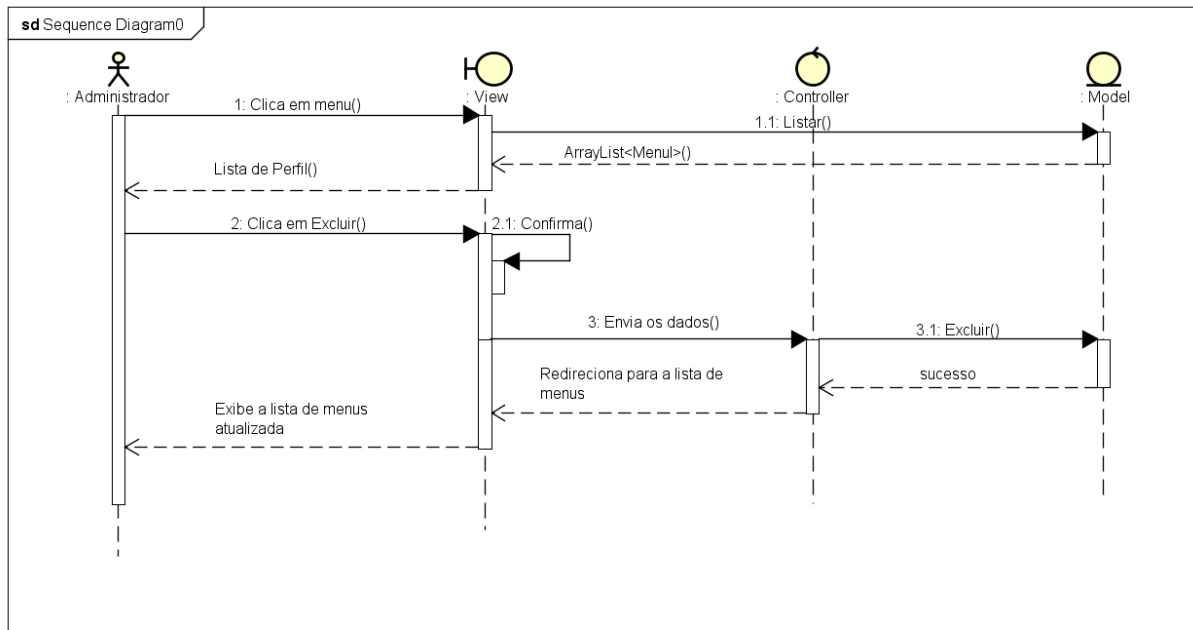 sd Sequence Diagram0
: Administrador
: View
: Controller
: Model
1: Clica em menu()
1.1: Listar()
ArrayList<Menul>()
Lista de Perfil()
2: Clica em Excluir()
2.1: Confirma()
3: Envia os dados()
3.1: Excluir()
sucesso
Redireciona para a lista de
menus
Exibe a lista de menus
atualizada